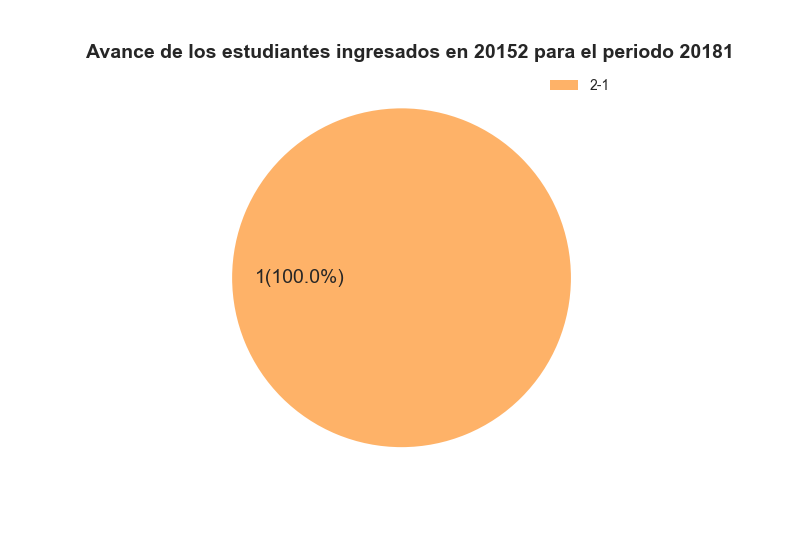 Avance de los estudiantes ingresados en 20152 para el periodo 20181
2-1
1(100.0%)